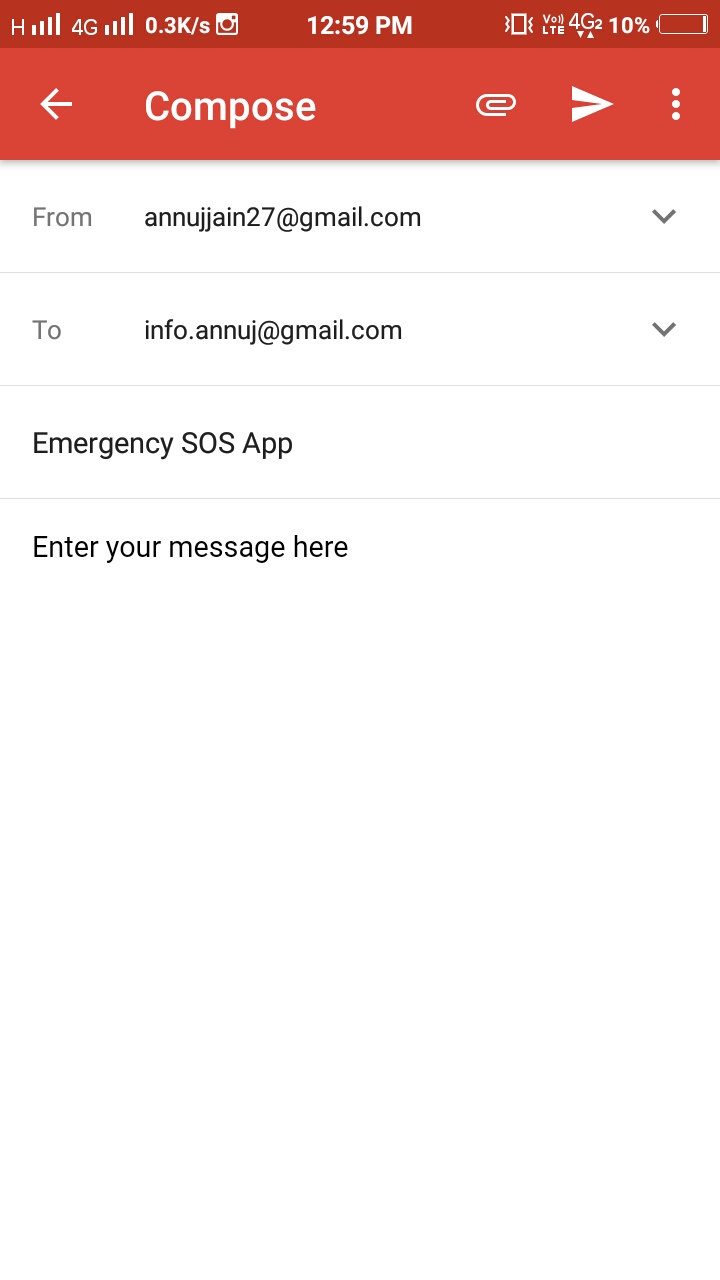 H 4G 0.3K/s 12:59 PM Vo)) LTE 4G2 10%
Compose
From annujjain27@gmail.com
To info.annuj@gmail.com
Emergency SOS App
Enter your message here